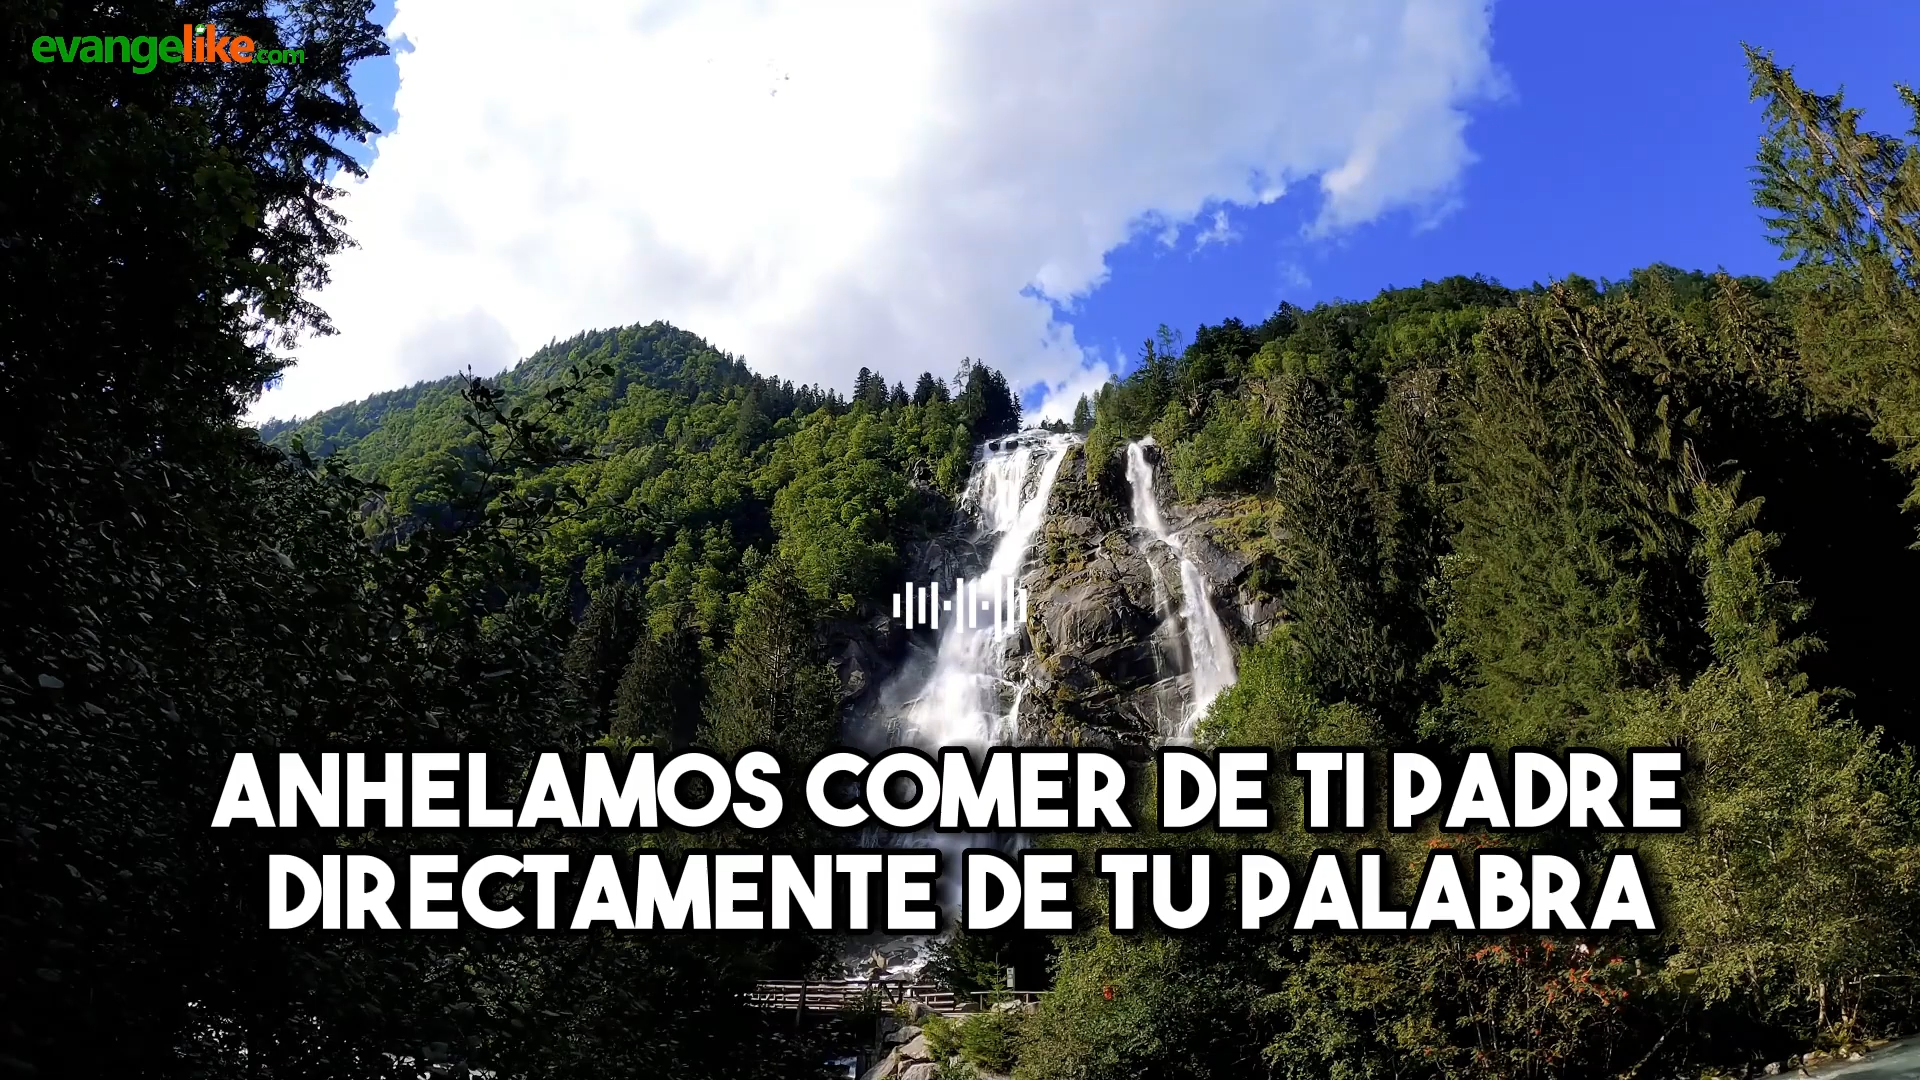 evangelike.com
ANHELAMOS COMER DE TI PADRE
DIRECTAMENTE DE TU PALABRA